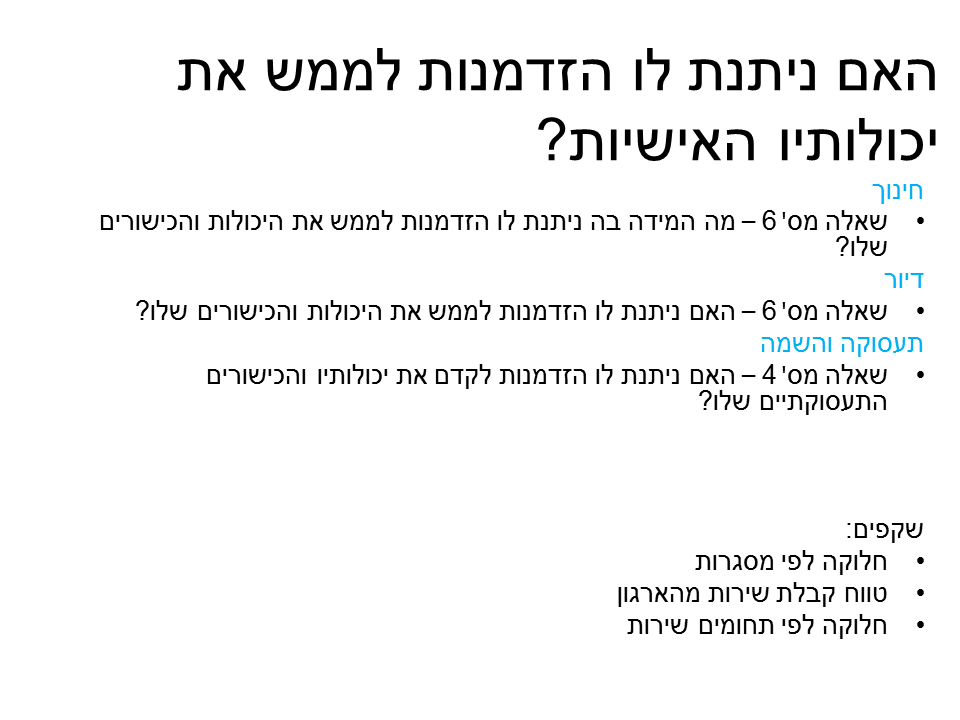 האם ניתנת לו הזדמנות לממש את
יכולותיו האישיות?
חינוך
• שאלה מס' 6 – מה המידה בה ניתנת לו הזדמנות לממש את היכולות והכישורים
שלו?
דיור
• שאלה מס' 6 – האם ניתנת לו הזדמנות לממש את היכולות והכישורים שלו?
תעסוקה והשמה
• שאלה מס' 4 – האם ניתנת לו הזדמנות לקדם את יכולותיו והכישורים
התעסוקתיים שלו?
שקפים:
• חלוקה לפי מסגרות
• טווח קבלת שירות מהארגון
• חלוקה לפי תחומים שירות